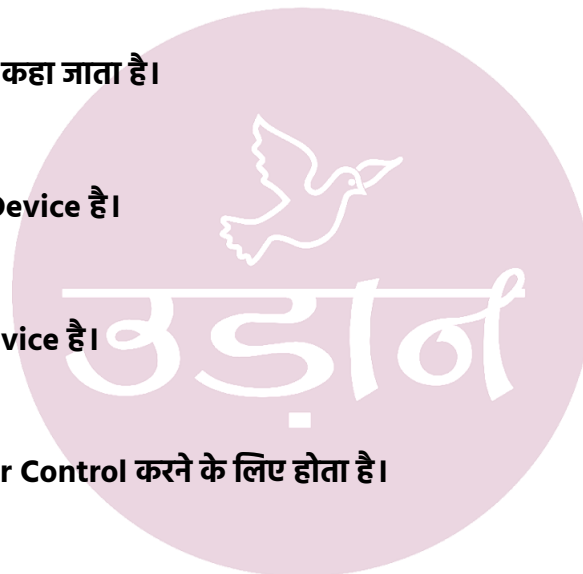 कहा जाता है।
Device है।
vice है।
उड़ान
r Control करने के लिए होता है।